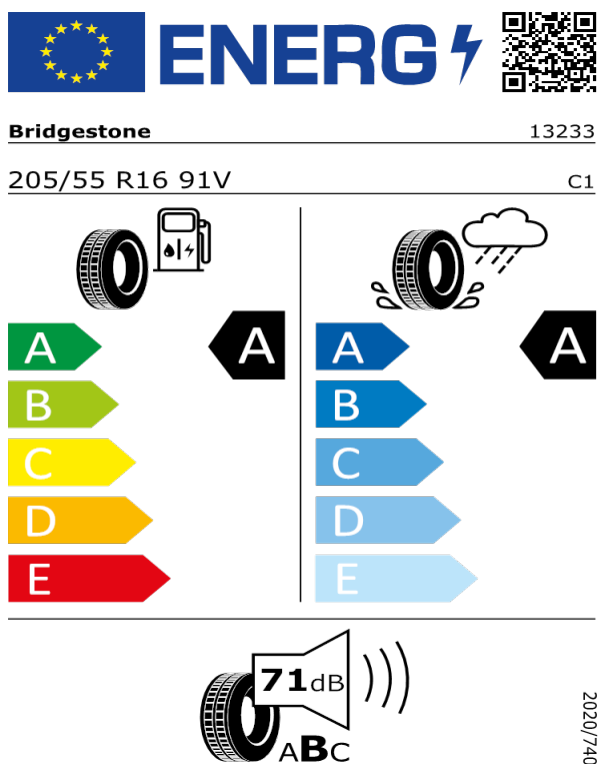 ENERG
Bridgestone 13233
205/55 R16 91V C1
A A A A
B B
C C
D D
E E
71dB
ABC
2020/740